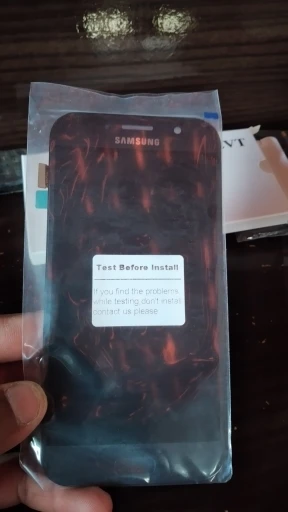 SAMSUNG
Test Before Install
If you find the problems
while testing don't install
contact us please